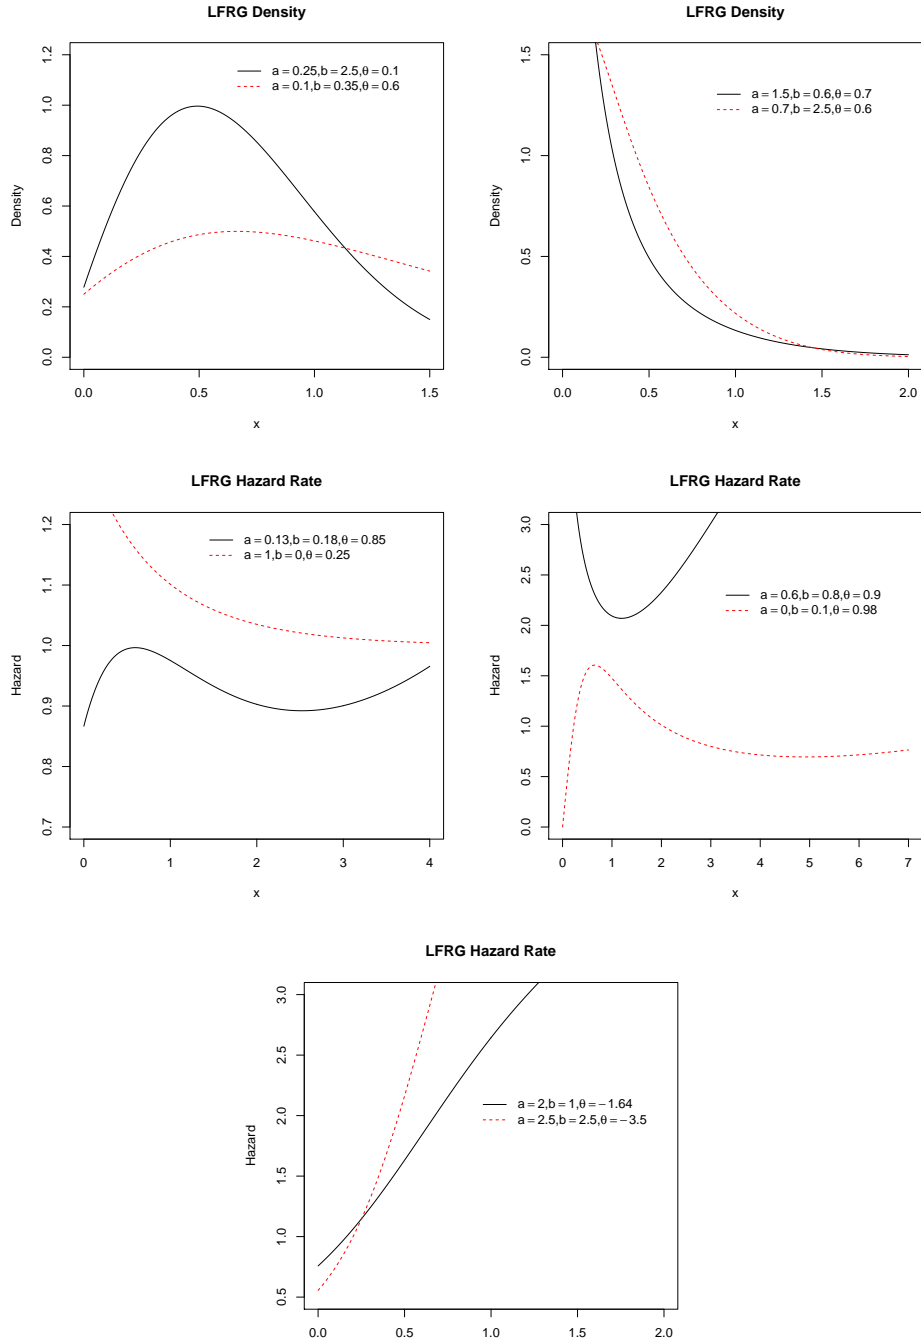 LFRG Density
1.2
1.0
0.8
0.6
0.4
0.2
0.0
Density
a = 0.25,b = 2.5,θ = 0.1
a = 0.1,b = 0.35,θ = 0.6
0.0 0.5 1.0 1.5
x
LFRG Density
1.5
1.0
0.5
0.0
Density
a = 1.5,b = 0.6,θ = 0.7
a = 0.7,b = 2.5,θ = 0.6
0.0 0.5 1.0 1.5 2.0
x
LFRG Hazard Rate
1.2
1.1
1.0
0.9
0.8
0.7
Hazard
a = 0.13,b = 0.18,θ = 0.85
a = 1,b = 0,θ = 0.25
0 1 2 3 4
x
LFRG Hazard Rate
3.0
2.5
2.0
1.5
1.0
0.5
0.0
Hazard
a = 0.6,b = 0.8,θ = 0.9
a = 0,b = 0.1,θ = 0.98
0 1 2 3 4 5 6 7
x
LFRG Hazard Rate
3.0
2.5
2.0
1.5
1.0
0.5
Hazard
a = 2,b = 1,θ = −1.64
a = 2.5,b = 2.5,θ = −3.5
0.0 0.5 1.0 1.5 2.0